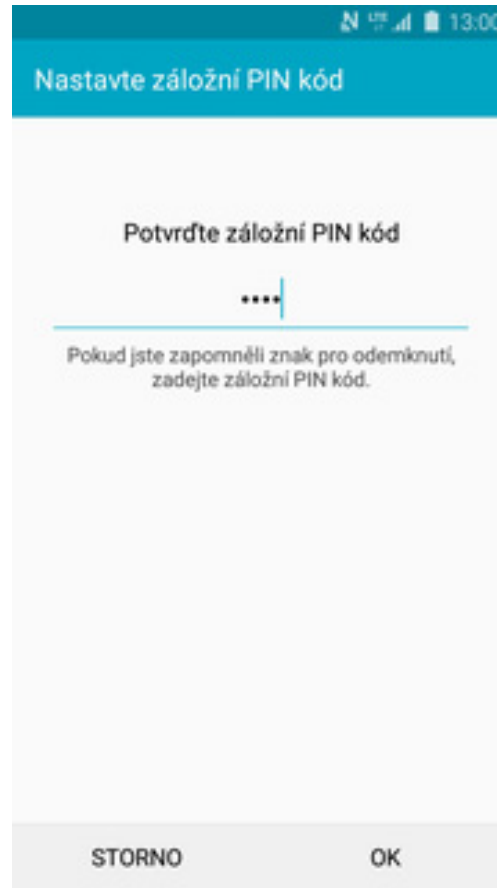 LTE 13:00
Nastavte záložní PIN kód
Potvrďte záložní PIN kód
••••
Pokud jste zapomněli znak pro odemknutí,
zadejte záložní PIN kód.
STORNO OK